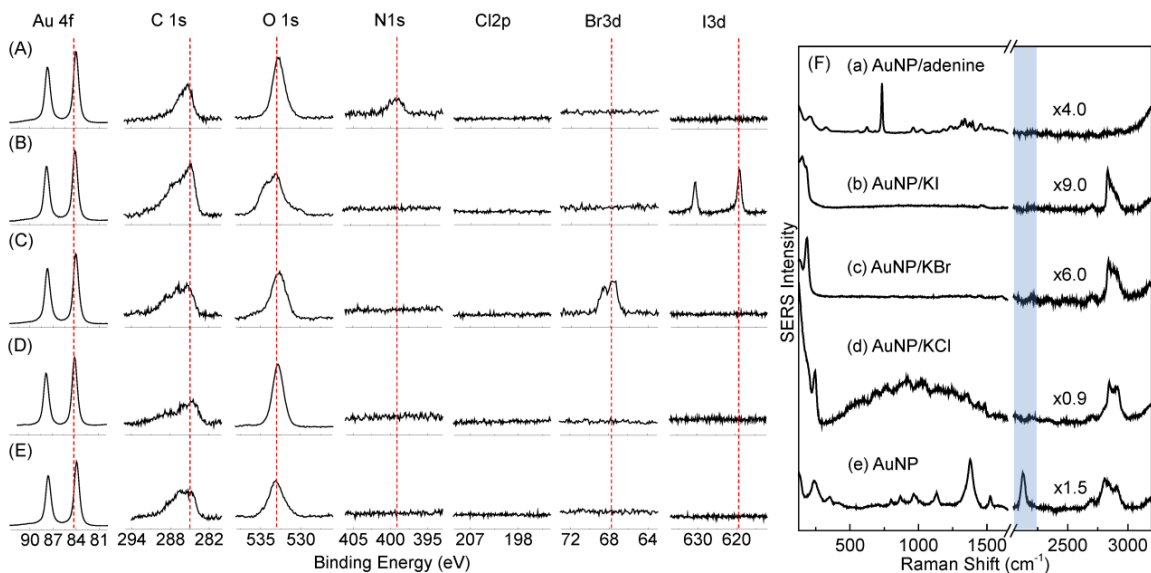 Au 4f C 1s O 1s N1s Cl2p Br3d I3d
(A)
(B)
(C)
(D)
(E)
90 87 84 81 294 288 282 535 530 405 400 395 207 198 72 68 64 630 620
Binding Energy (eV)
(F)
(a) AuNP/adenine
x4.0
(b) AuNP/KI
x9.0
(c) AuNP/KBr
x6.0
(d) AuNP/KCl
x0.9
(e) AuNP
x1.5
SERS Intensity
500 1000 1500 2500 3000
Raman Shift (cm⁻¹)